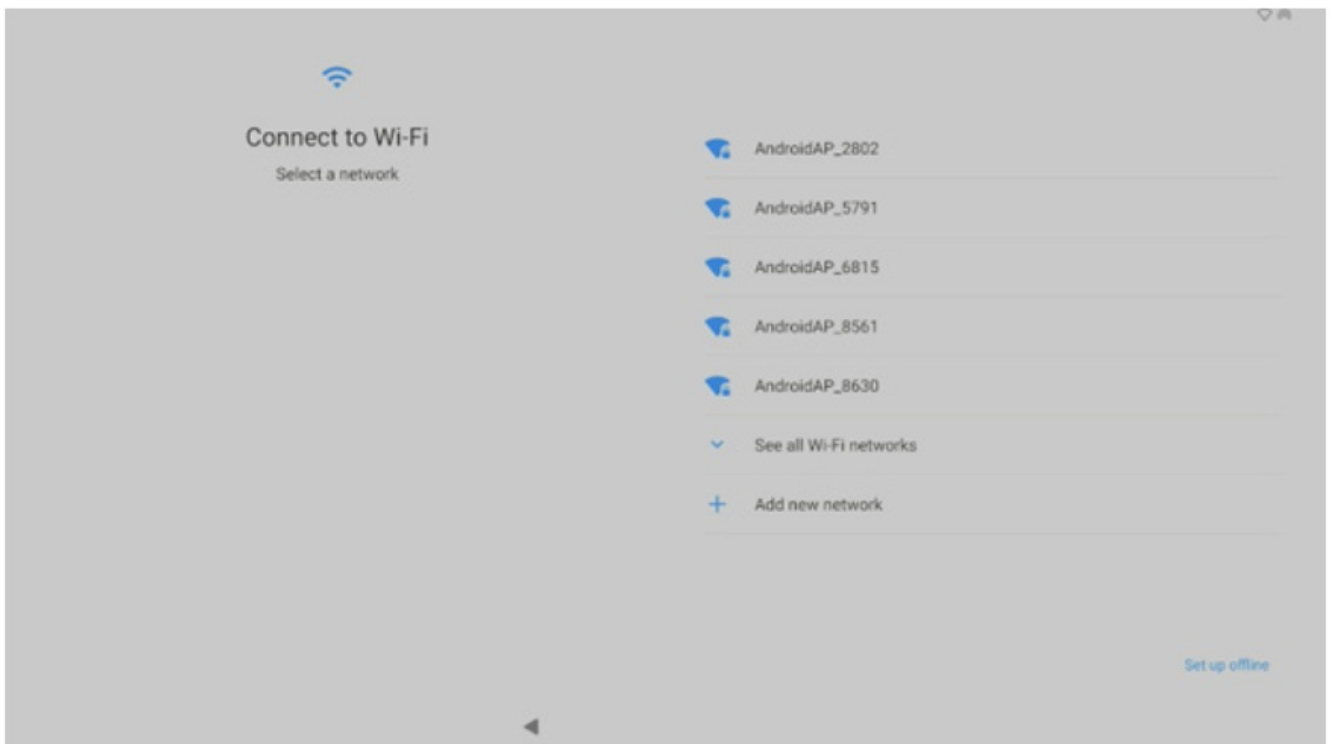 Connect to Wi-Fi
Select a network
AndroidAP_2802
AndroidAP_5791
AndroidAP_6815
AndroidAP_8561
AndroidAP_8630
See all Wi-Fi networks
Add new network
Set up offline